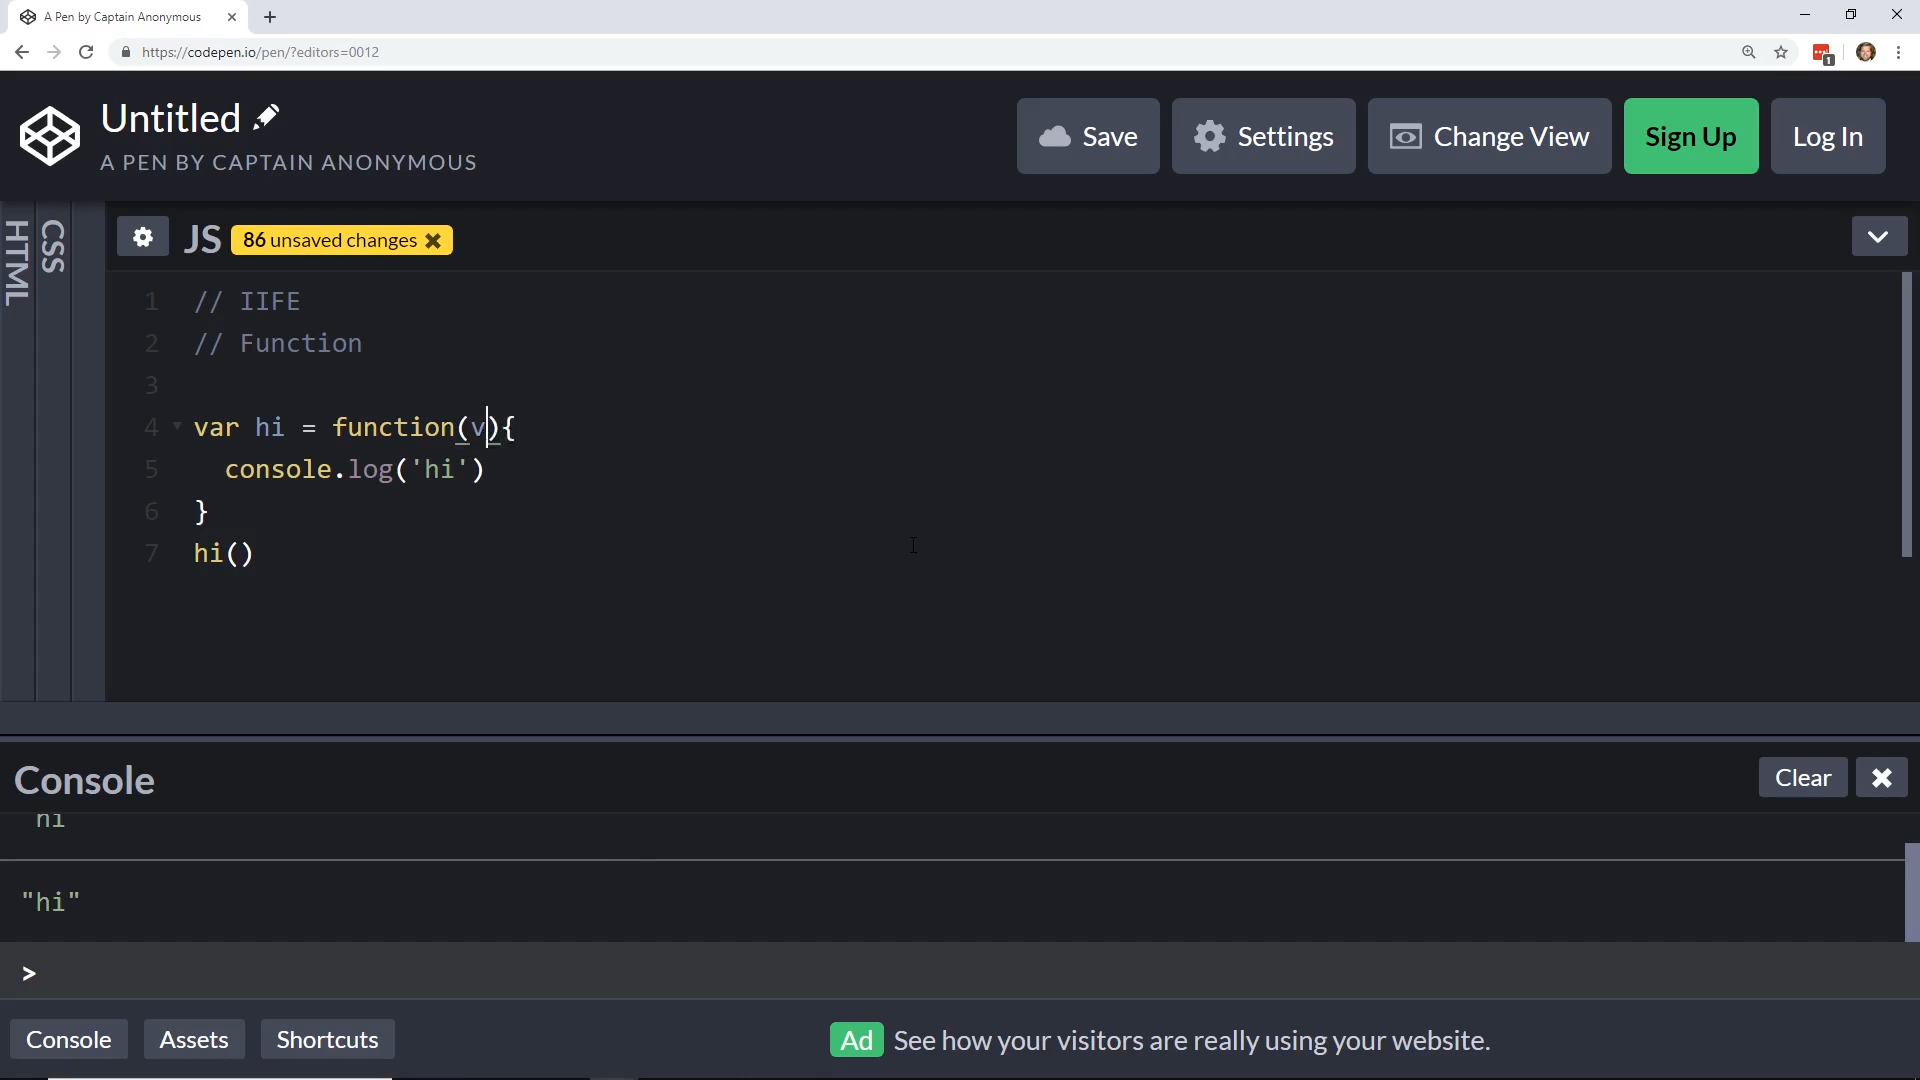 A Pen by Captain Anonymous
https://codepen.io/pen/?editors=0012
1
Untitled
A PEN BY CAPTAIN ANONYMOUS
Save
Settings
Change View
Sign Up
Log In
HTML
CSS
JS
86 unsaved changes
1 // IIFE
2 // Function
3
4 var hi = function(v){
5 console.log('hi')
6 }
7 hi()
Console
Clear
hi
"hi"
>
Console
Assets
Shortcuts
Ad See how your visitors are really using your website.